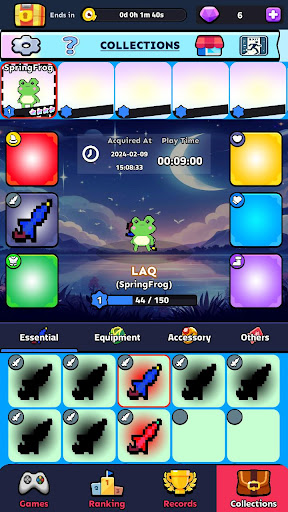 Ends in
0d 0h 1m 40s
6
+
?
COLLECTIONS
SpringFrog
1
Acquired At
Play Time
2024-02-09
15:08:33
00:09:00
LAQ
(SpringFrog)
1
44 / 150
Essential
Equipment
Accessory
Others
Games
Ranking
Records
Collections